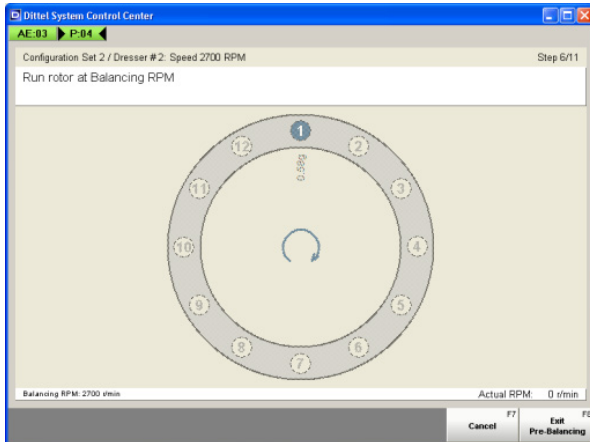 Dittel System Control Center
AE:03 P:04
Configuration Set 2 / Dresser #2: Speed 2700 RPM Step 6/11
Run rotor at Balancing RPM
1
2
3
4
5
6
7
8
9
10
11
12
0.58g
Balancing RPM: 2700 r/min Actual RPM: 0 r/min
F7 F8
Cancel Exit
Pre-Balancing